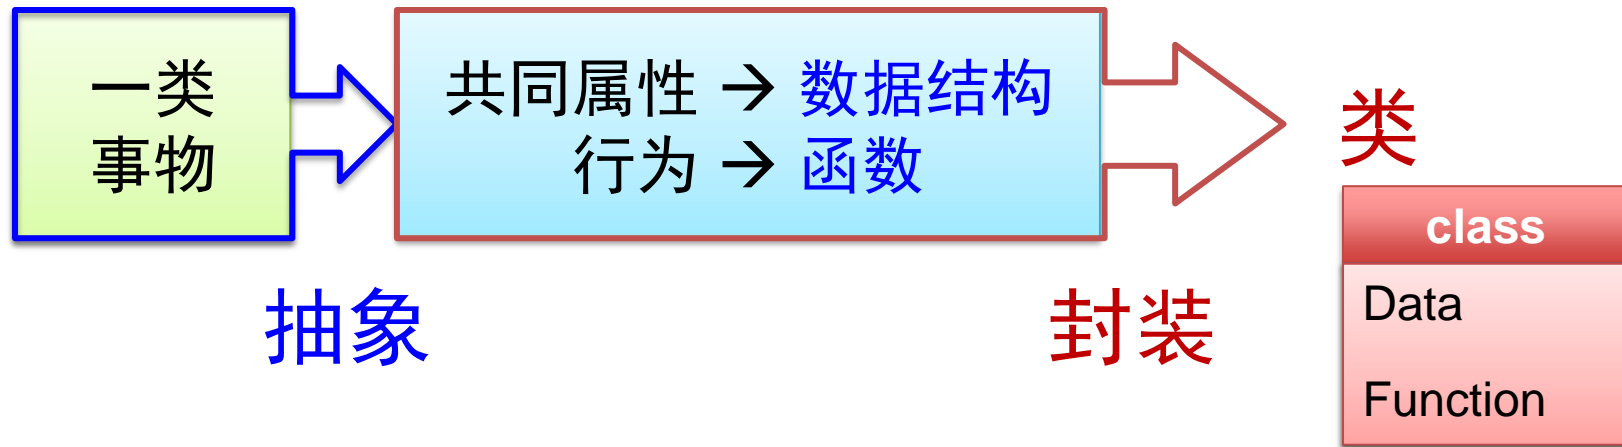 一类
事物
共同属性 → 数据结构
行为 → 函数
抽象
封装
类
class
Data
Function